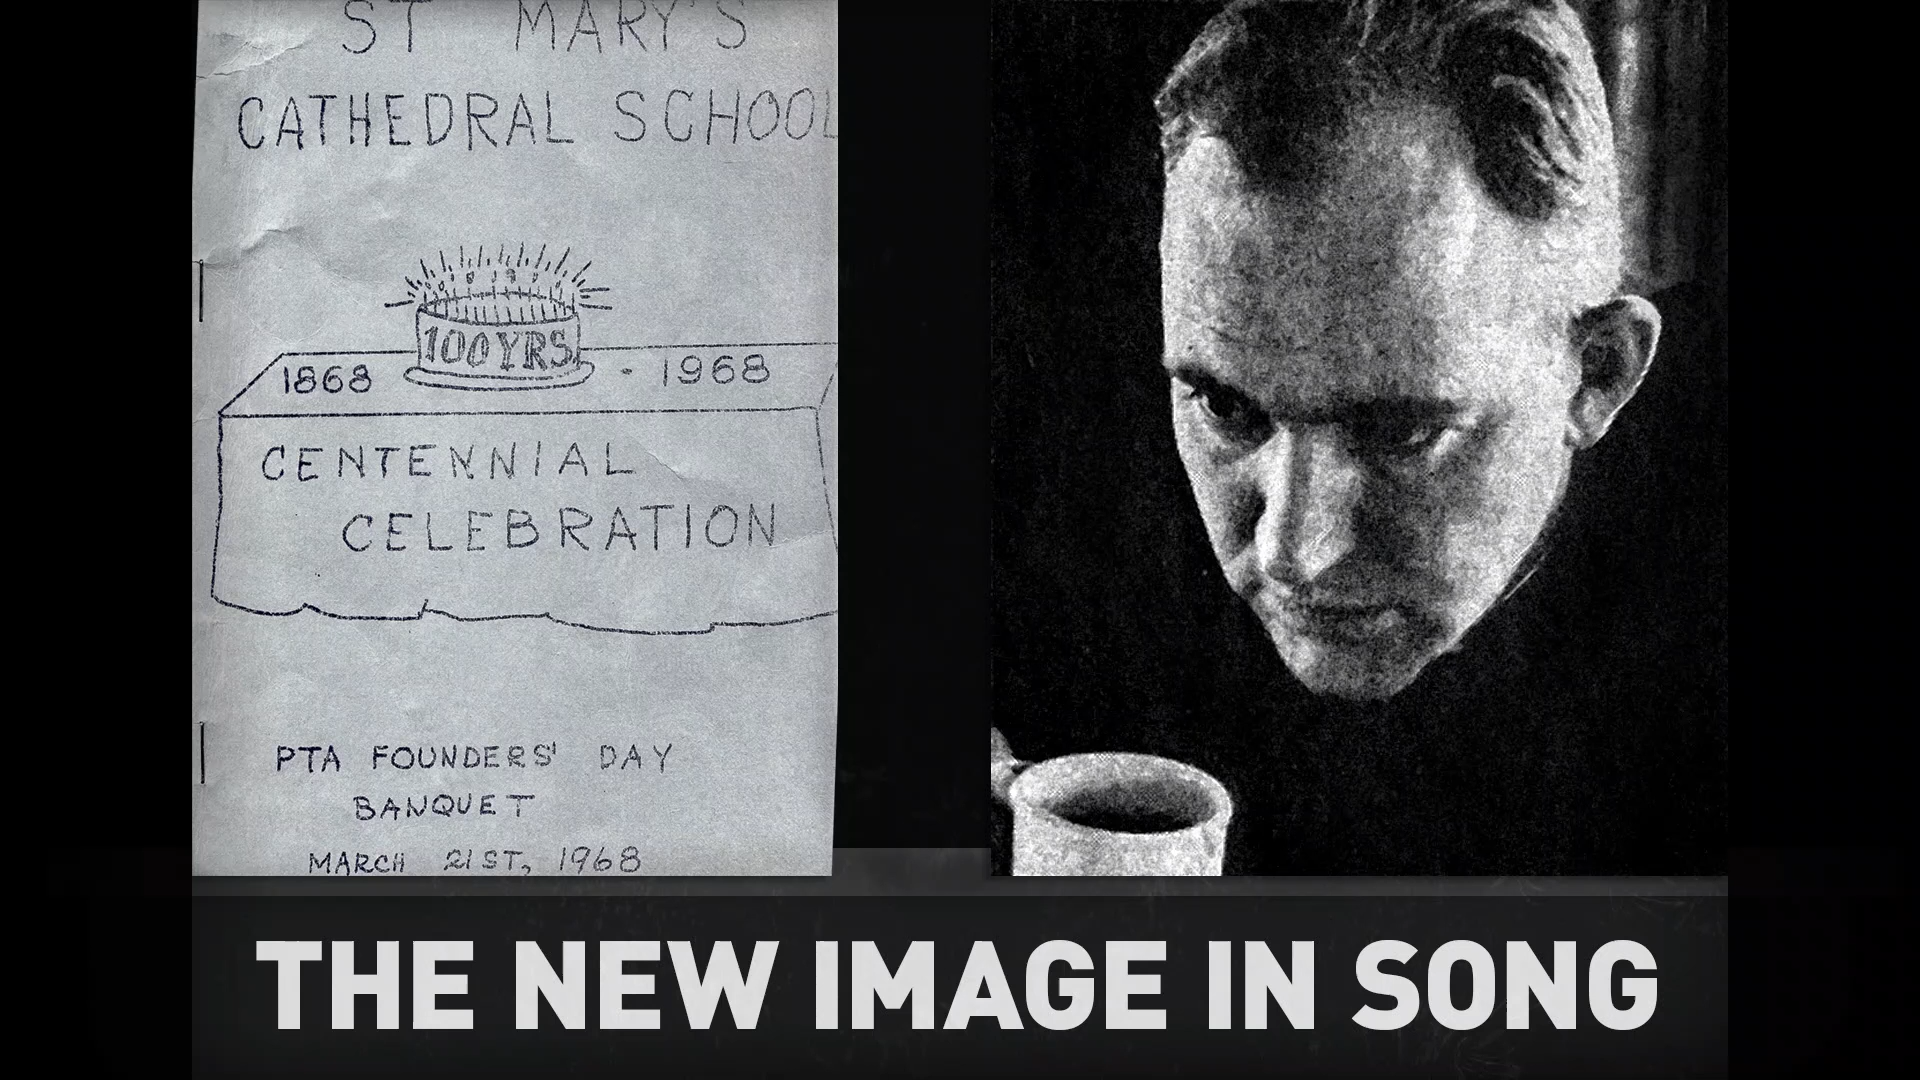 ST MARY'S
CATHEDRAL SCHOOL
100 YRS.
1868 - 1968
CENTENNIAL
CELEBRATION
PTA FOUNDERS' DAY
BANQUET
MARCH 21ST, 1968
THE NEW IMAGE IN SONG